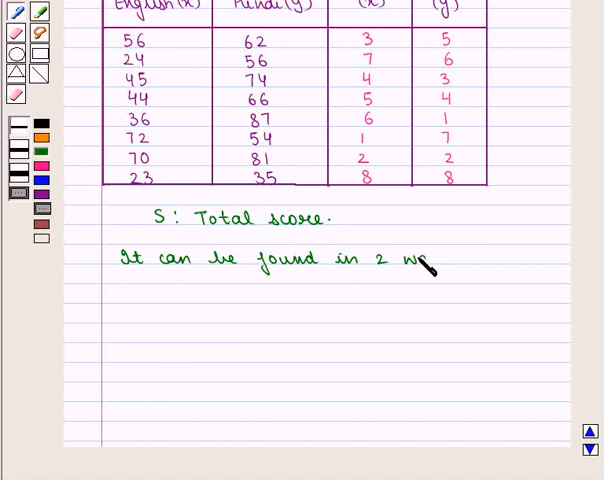 English(x) Hindi(y) (x) (y)
56 62 3 5
24 56 7 6
45 74 4 3
44 66 5 4
36 87 6 1
72 54 1 7
70 81 2 2
23 35 8 8
S: Total score.
It can be found in 2